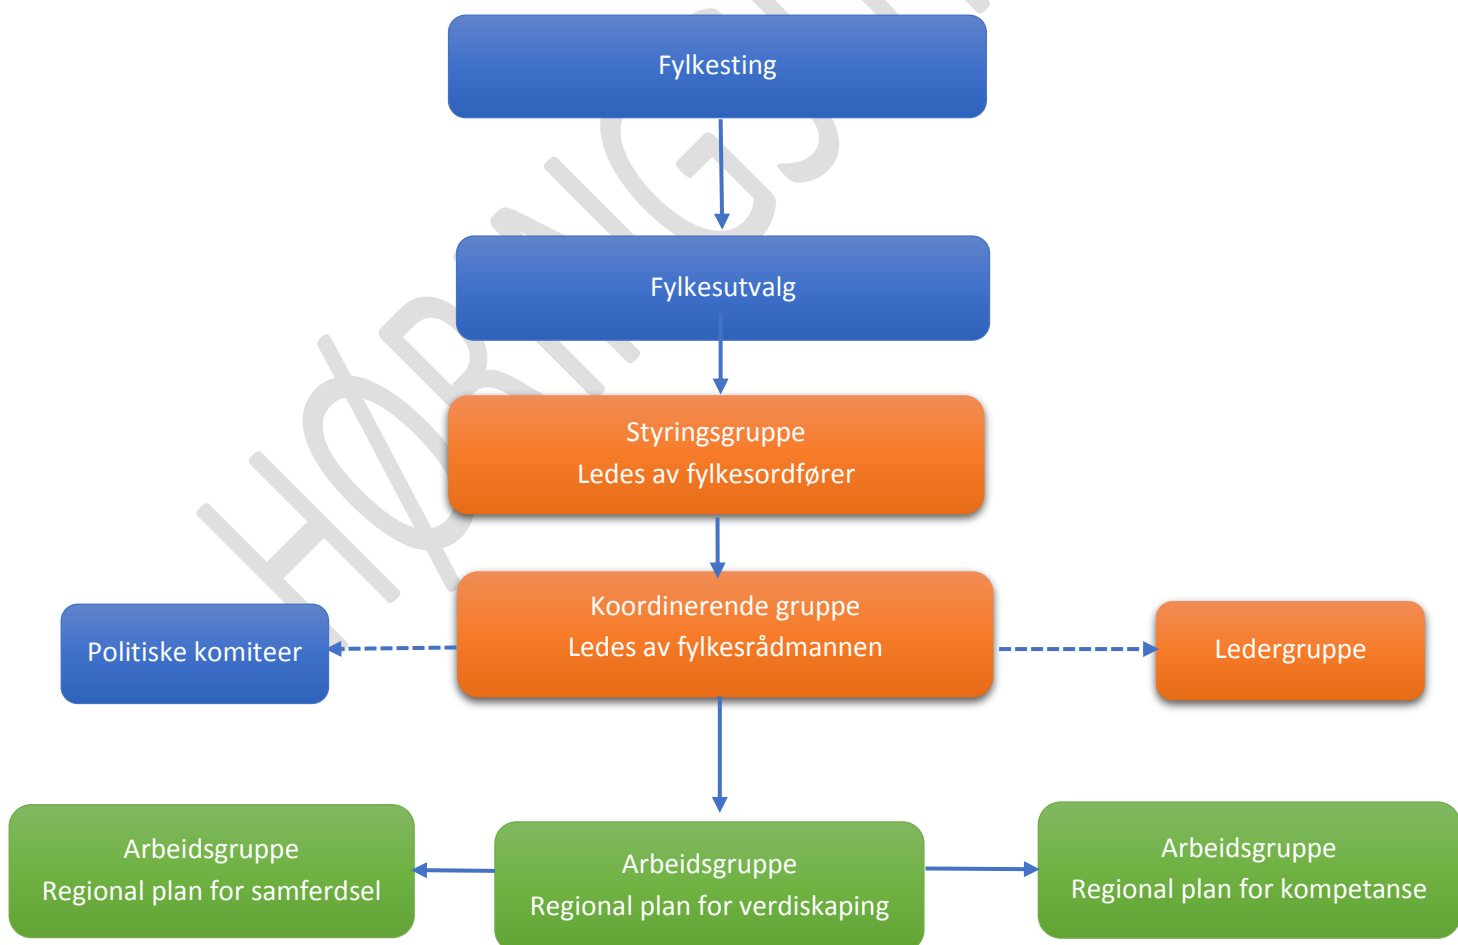 Fylkesting
Fylkesutvalg
Styringsgruppe
Ledes av fylkesordfører
Koordinerende gruppe
Ledes av fylkesrådmannen
Politiske komiteer
Ledergruppe
Arbeidsgruppe
Regional plan for samferdsel
Arbeidsgruppe
Regional plan for verdiskaping
Arbeidsgruppe
Regional plan for kompetanse